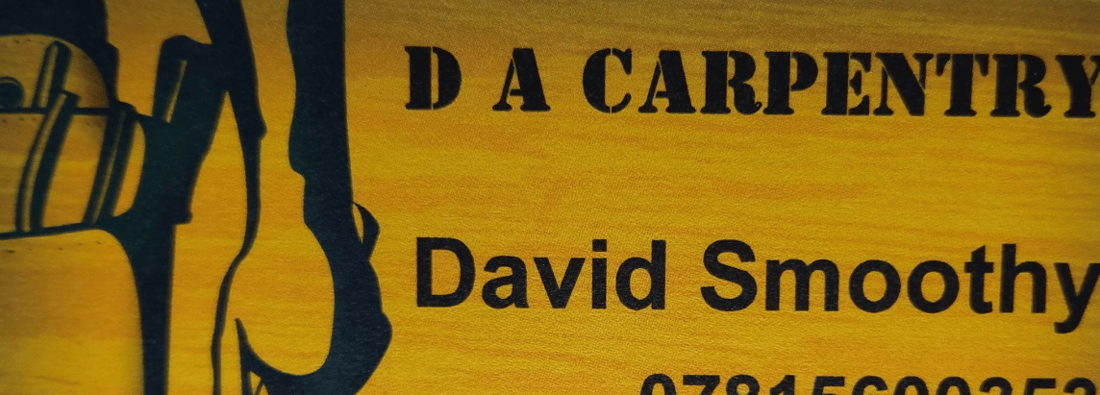 D A CARPENTRY
David Smoothy